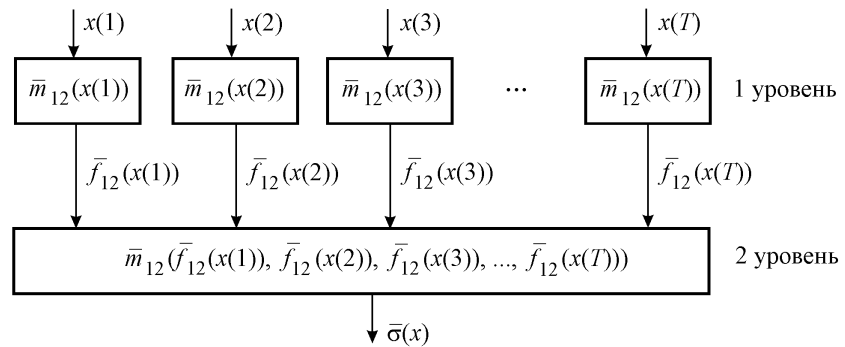 x(1) x(2) x(3) x(T)
m̅₁₂(x(1)) m̅₁₂(x(2)) m̅₁₂(x(3)) ... m̅₁₂(x(T)) 1 уровень
f̅₁₂(x(1)) f̅₁₂(x(2)) f̅₁₂(x(3)) f̅₁₂(x(T))
m̅₁₂(f̅₁₂(x(1)), f̅₁₂(x(2)), f̅₁₂(x(3)), ..., f̅₁₂(x(T))) 2 уровень
σ̅(x)